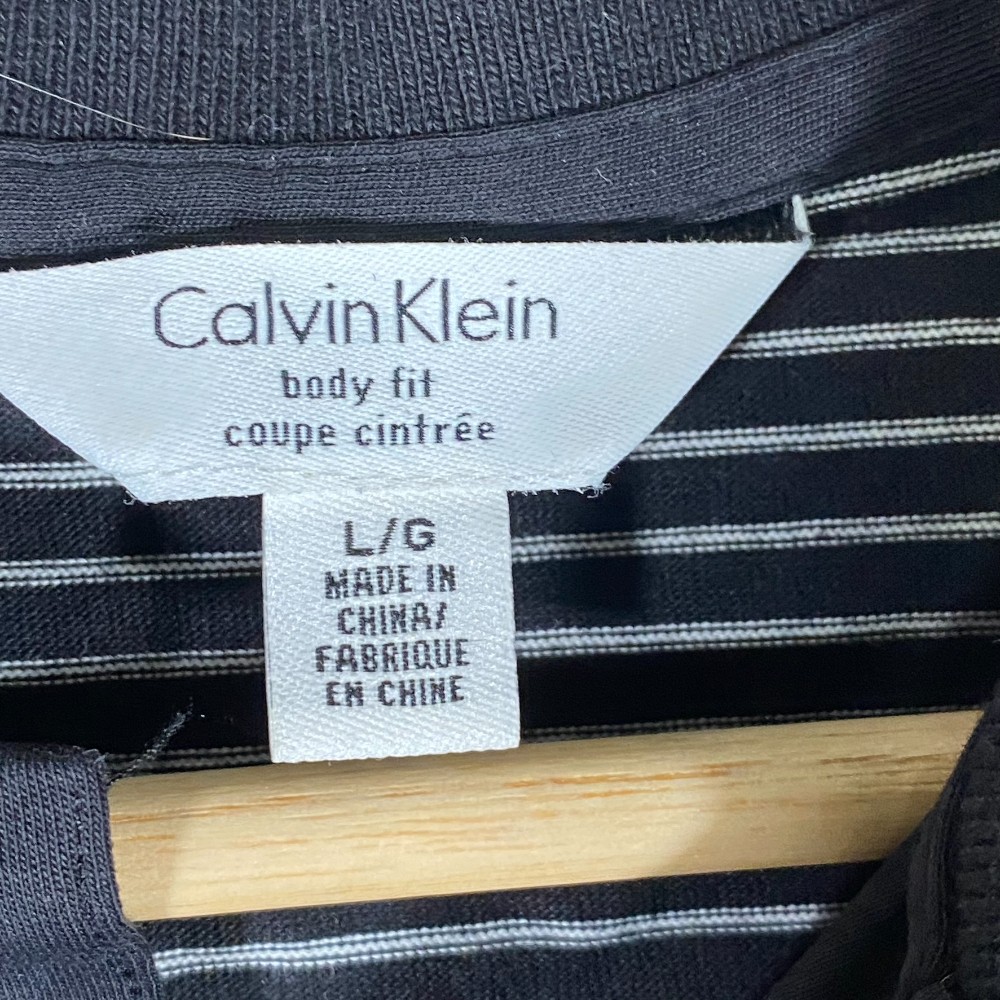 Calvin Klein
body fit
coupe cintrée
L/G
MADE IN
CHINA/
FABRIQUE
EN CHINE